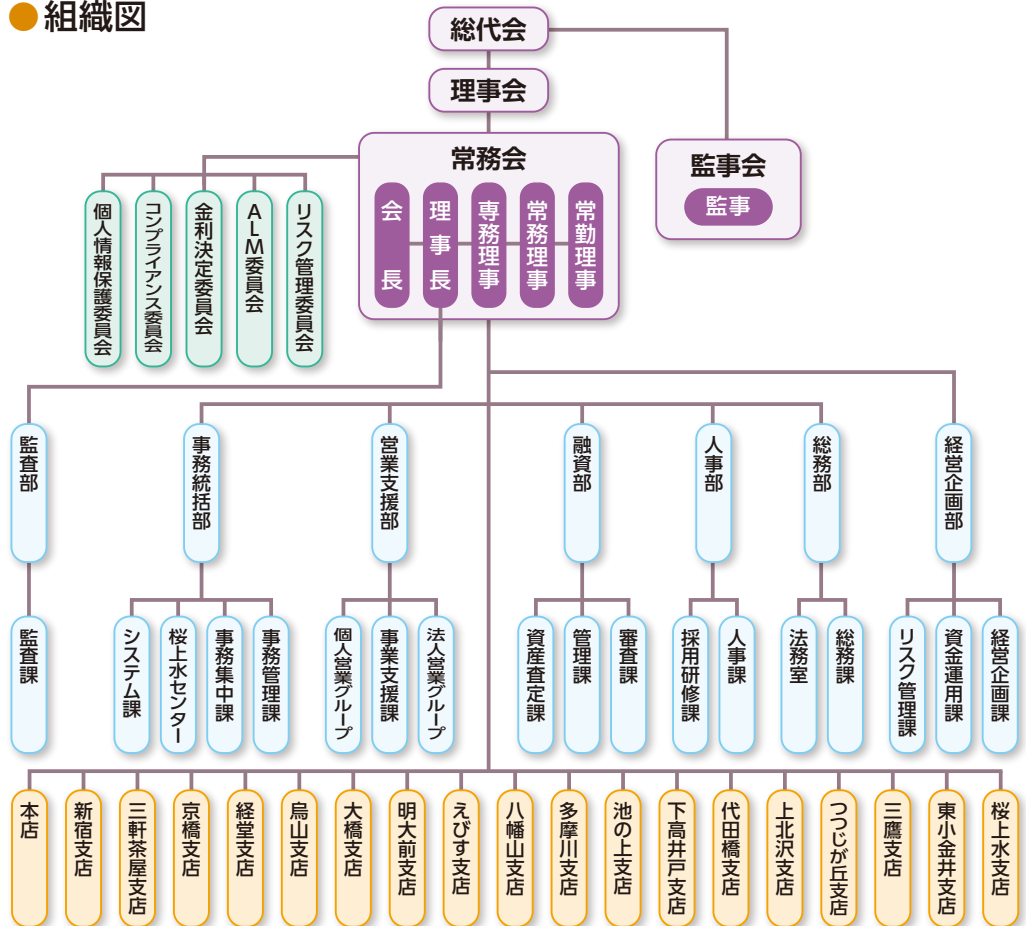 組織図
総代会
理事会
常務会
会長
理事長
専務理事
常務理事
常勤理事
監事会
監事
個人情報保護委員会
コンプライアンス委員会
金利決定委員会
ALM委員会
リスク管理委員会
監査部
事務統括部
営業支援部
融資部
人事部
総務部
経営企画部
監査課
システム課
桜上水センター
事務集中課
事務管理課
個人営業グループ
事業支援課
法人営業グループ
資産査定課
管理課
審査課
採用研修課
人事課
法務室
総務課
リスク管理課
資金運用課
経営企画課
本店
新宿支店
三軒茶屋支店
京橋支店
経堂支店
烏山支店
大橋支店
明大前支店
えびす支店
八幡山支店
多摩川支店
池の上支店
下高井戸支店
代田橋支店
上北沢支店
つつじが丘支店
三鷹支店
東小金井支店
桜上水支店